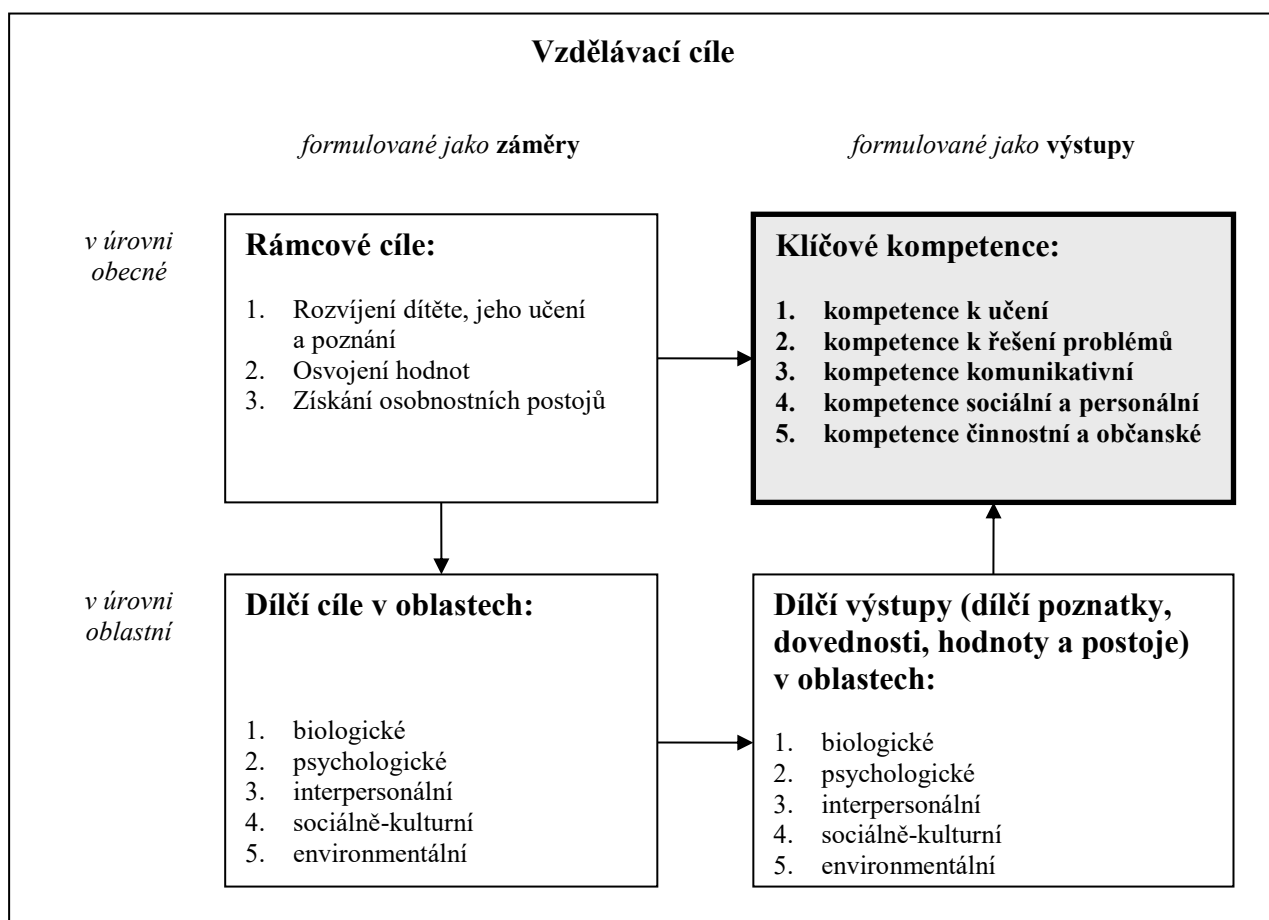 Vzdělávací cíle
formulované jako záměry
formulované jako výstupy
v úrovni
obecné
Rámcové cíle:
1. Rozvíjení dítěte, jeho učení
a poznání
2. Osvojení hodnot
3. Získání osobnostních postojů
Klíčové kompetence:
1. kompetence k učení
2. kompetence k řešení problémů
3. kompetence komunikativní
4. kompetence sociální a personální
5. kompetence činnostní a občanské
v úrovni
oblastní
Dílčí cíle v oblastech:
1. biologické
2. psychologické
3. interpersonální
4. sociálně-kulturní
5. environmentální
Dílčí výstupy (dílčí poznatky,
dovednosti, hodnoty a postoje)
v oblastech:
1. biologické
2. psychologické
3. interpersonální
4. sociálně-kulturní
5. environmentální